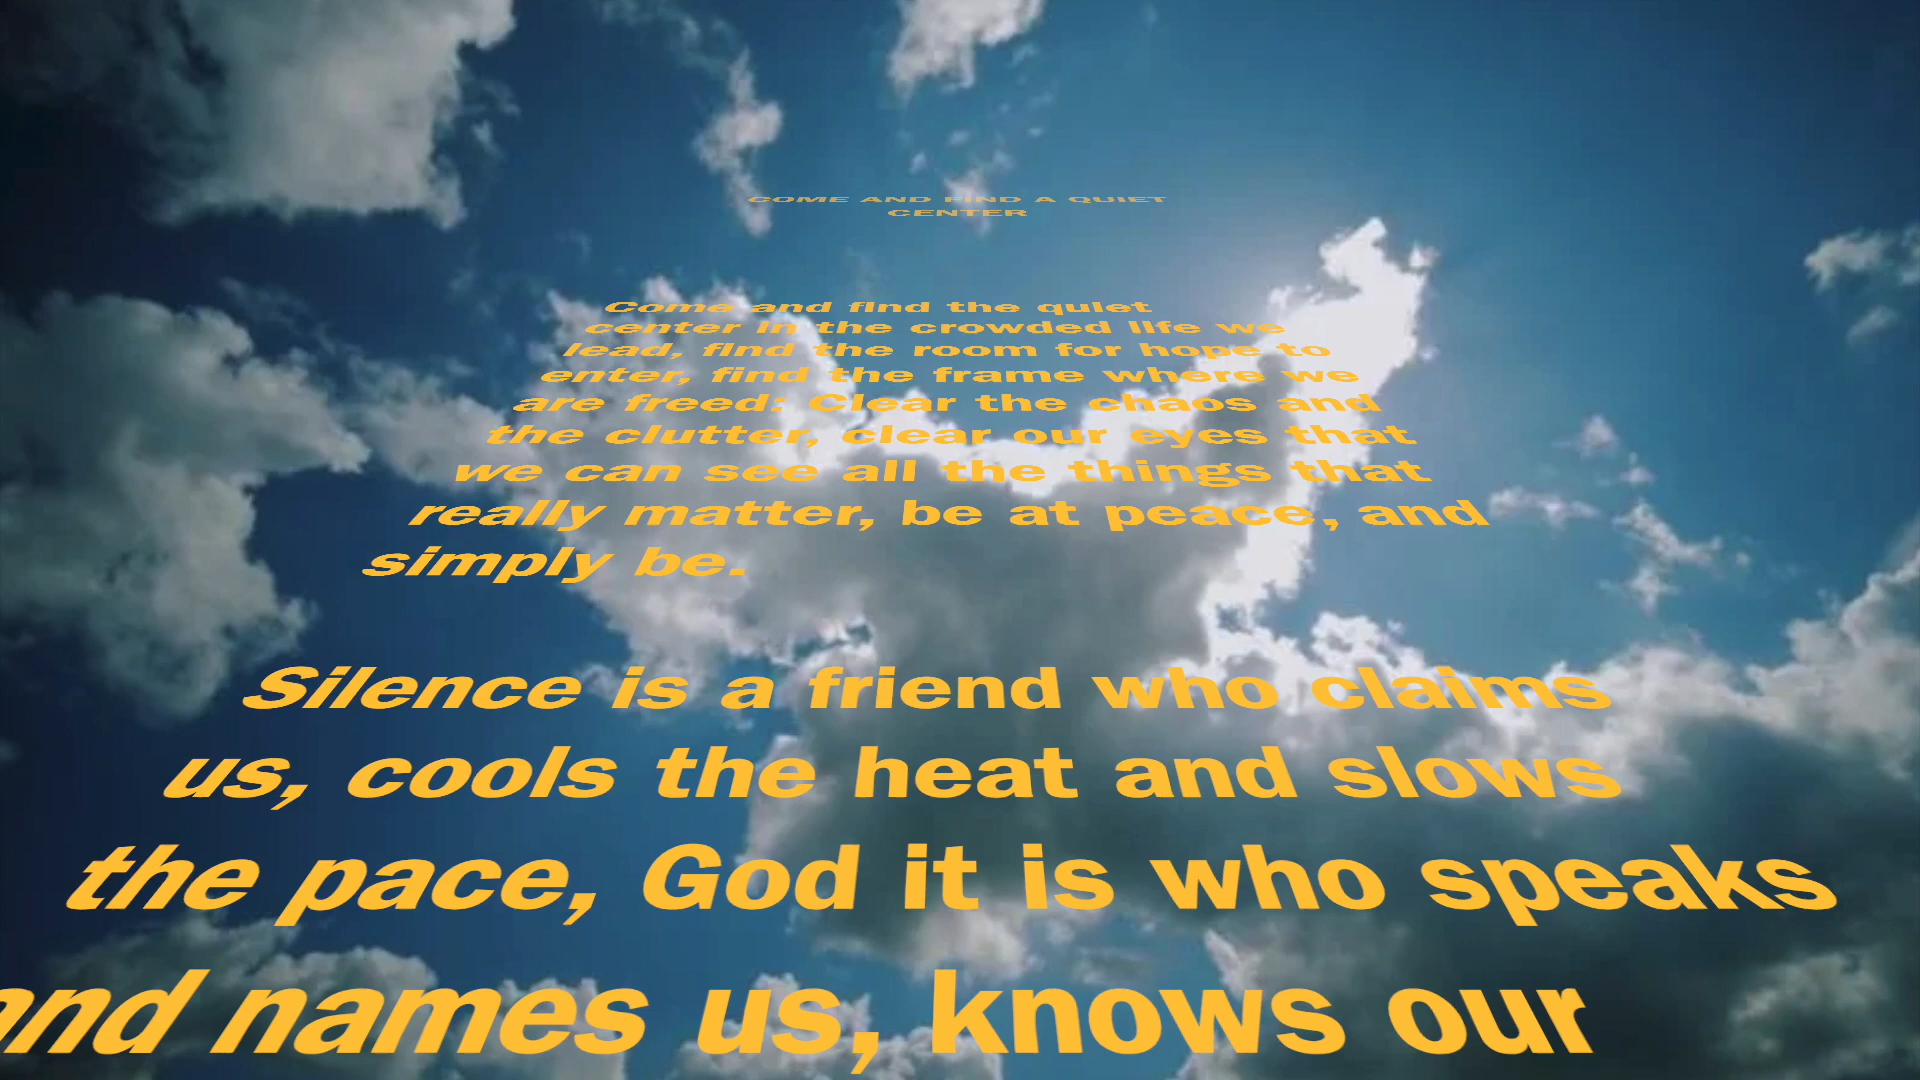 COME AND FIND A QUIET
CENTER
Come and find the quiet
center in the crowded life we
lead, find the room for hope to
enter, find the frame where we
are freed: Clear the chaos and
the clutter, clear our eyes that
we can see all the things that
really matter, be at peace, and
simply be.
Silence is a friend who claims
us, cools the heat and slows
the pace, God it is who speaks
and names us, knows our